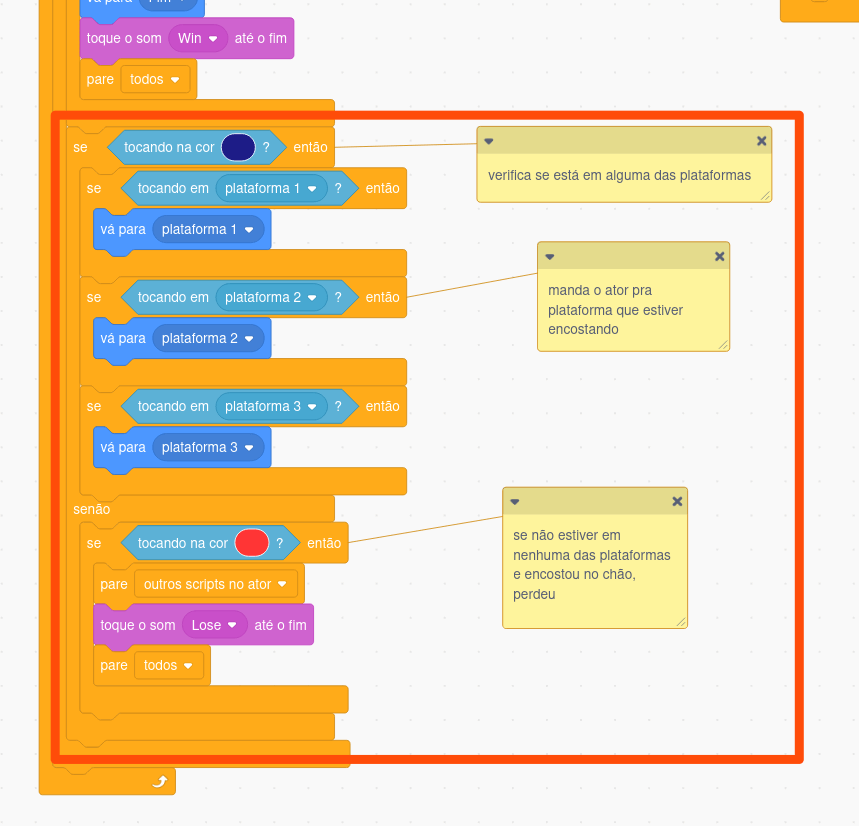 vá para
toque o som Win até o fim
pare todos
se tocando na cor ? então
verifica se está em alguma das plataformas
se tocando em plataforma 1 ? então
vá para plataforma 1
manda o ator pra
plataforma que estiver
encostando
se tocando em plataforma 2 ? então
vá para plataforma 2
se tocando em plataforma 3 ? então
vá para plataforma 3
senão
se não estiver em
nenhuma das plataformas
e encostou no chão,
perdeu
se tocando na cor ? então
pare outros scripts no ator
toque o som Lose até o fim
pare todos